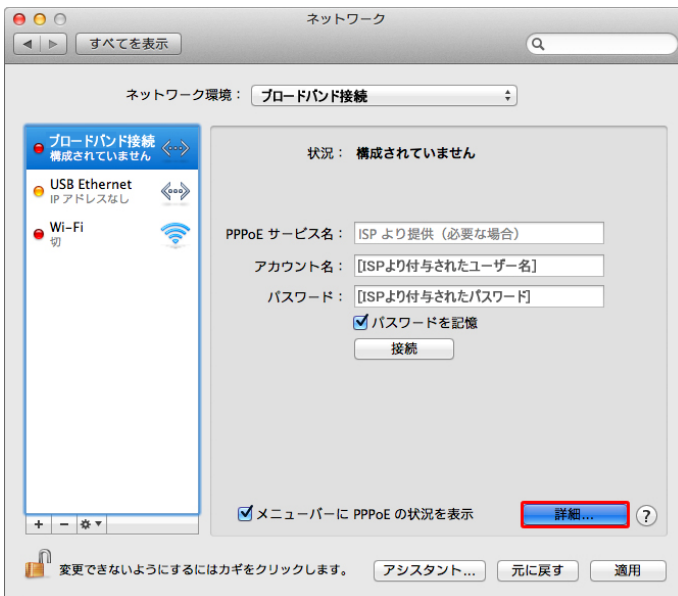 ネットワーク
すべてを表示
ネットワーク環境： ブロードバンド接続
ブロードバンド接続
構成されていません
USB Ethernet
IP アドレスなし
Wi-Fi
切
状況： 構成されていません
PPPoE サービス名： ISP より提供（必要な場合）
アカウント名： [ISPより付与されたユーザー名]
パスワード： [ISPより付与されたパスワード]
パスワードを記憶
接続
メニューバーに PPPoE の状況を表示
詳細...
?
+ −
変更できないようにするにはカギをクリックします。
アシスタント...
元に戻す
適用